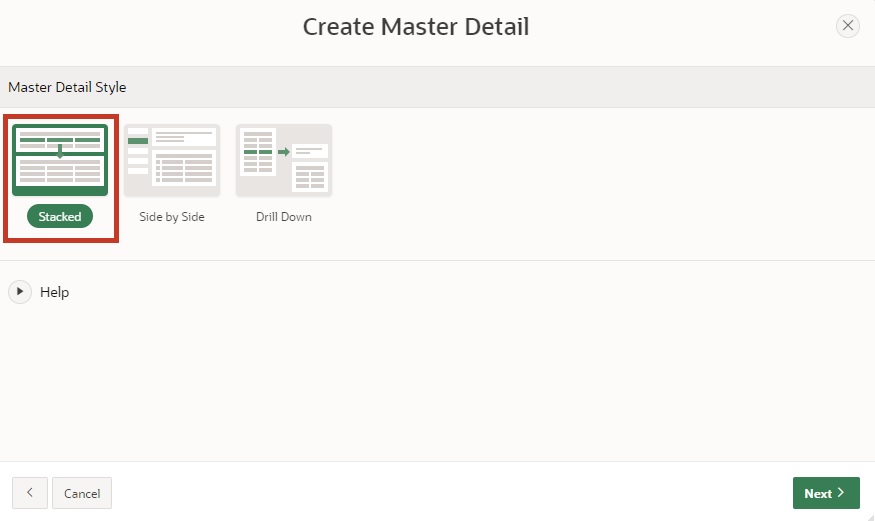 Create Master Detail
Master Detail Style
Stacked
Side by Side
Drill Down
Help
Cancel
Next